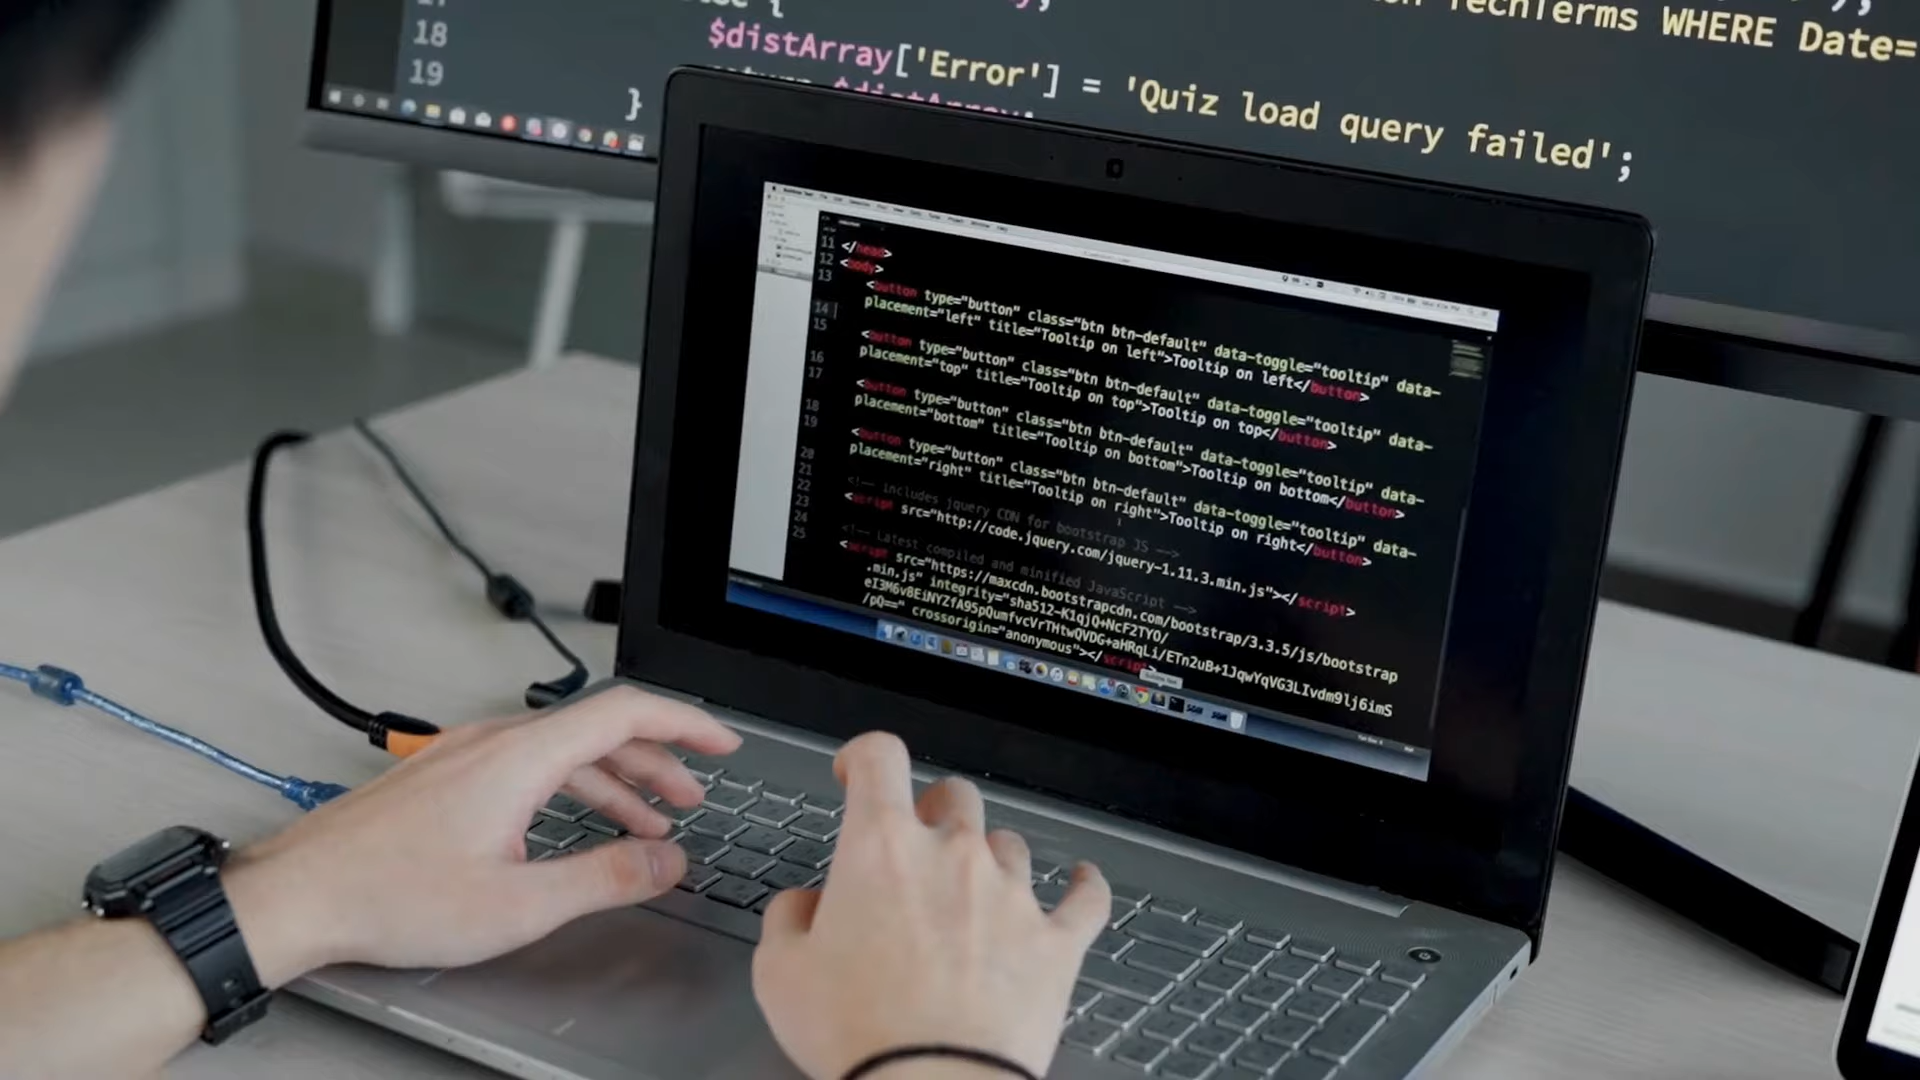 TechTerms WHERE Date=
18
$distArray['Error'] = 'Quiz load query failed';
19
}
11
</head>
12
<body>
13
<button type="button" class="btn btn-default" data-toggle="tooltip" data-
14
placement="left" title="Tooltip on left">Tooltip on left</button>
15
<button type="button" class="btn btn-default" data-toggle="tooltip" data-
16
placement="top" title="Tooltip on top">Tooltip on top</button>
17
<button type="button" class="btn btn-default" data-toggle="tooltip" data-
18
placement="bottom" title="Tooltip on bottom">Tooltip on bottom</button>
19
<button type="button" class="btn btn-default" data-toggle="tooltip" data-
20
placement="right" title="Tooltip on right">Tooltip on right</button>
21
22
<!-- includes jquery CDN for bootstrap JS -->
23
<script src="http://code.jquery.com/jquery-1.11.3.min.js"></script>
24
<!-- Latest compiled and minified JavaScript -->
25
<script src="https://maxcdn.bootstrapcdn.com/bootstrap/3.3.5/js/bootstrap
.min.js" integrity="sha512-K1qjQ+NcF2TYO/
eI3M6v8EiNYZfA95pQumfvcVrTHtwQVDG+aHRqLi/ETn2uB+1JqwYqVG3LIvdm9lj6imS
/pQ==" crossorigin="anonymous"></script>